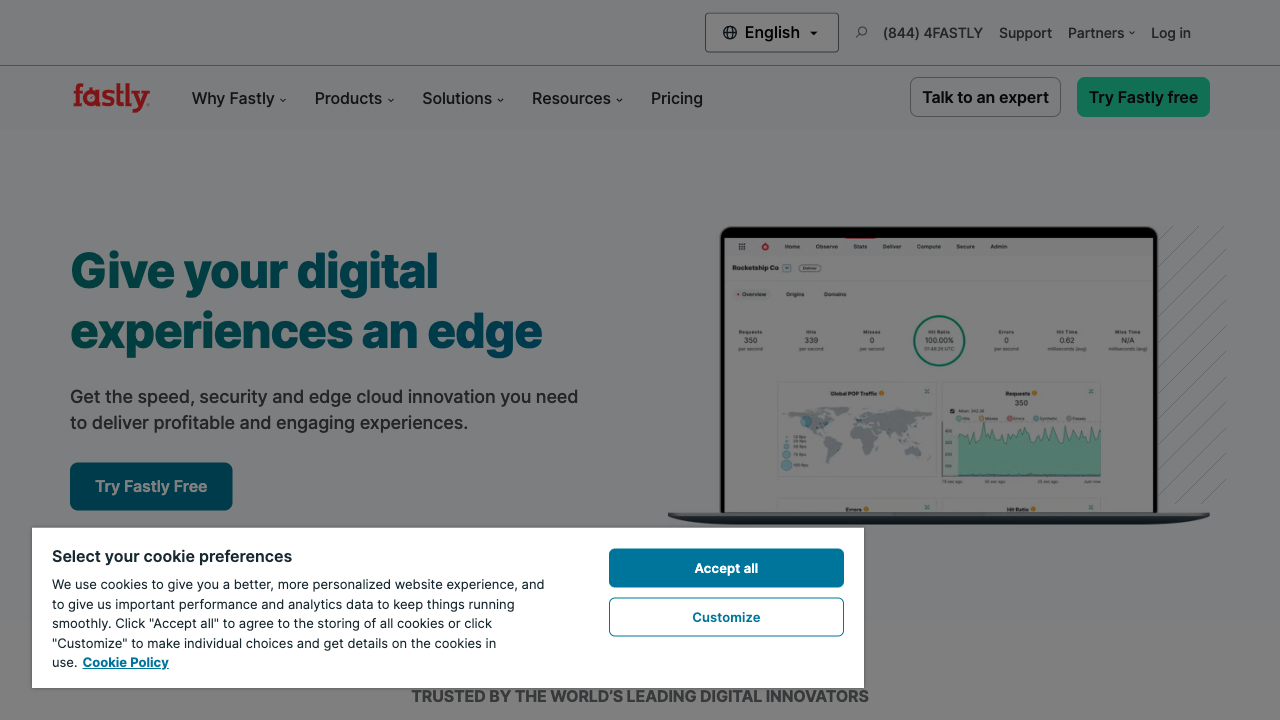 English
(844) 4FASTLY
Support
Partners
Log in
fastly
Why Fastly
Products
Solutions
Resources
Pricing
Talk to an expert
Try Fastly free
Give your digital
experiences an edge
Get the speed, security and edge cloud innovation you need
to deliver profitable and engaging experiences.
Try Fastly Free
Home Observe Stats Deliver Compute Secure Admin
Rocketship Co
Overview Origins Domains
Requests Hits Misses Hit Ratio Errors Hit Time Miss Time
350 339 0 100.00% 0 0.62 N/A
per second per second per second per second milliseconds (avg) milliseconds (avg)
Global POP Traffic
Requests
350
Hits Misses Errors Synthetic Passes
Just now
Errors
Hit Ratio
Select your cookie preferences
We use cookies to give you a better, more personalized website experience, and
to give us important performance and analytics data to keep things running
smoothly. Click "Accept all" to agree to the storing of all cookies or click
"Customize" to make individual choices and get details on the cookies in
use. Cookie Policy
Accept all
Customize
TRUSTED BY THE WORLD'S LEADING DIGITAL INNOVATORS